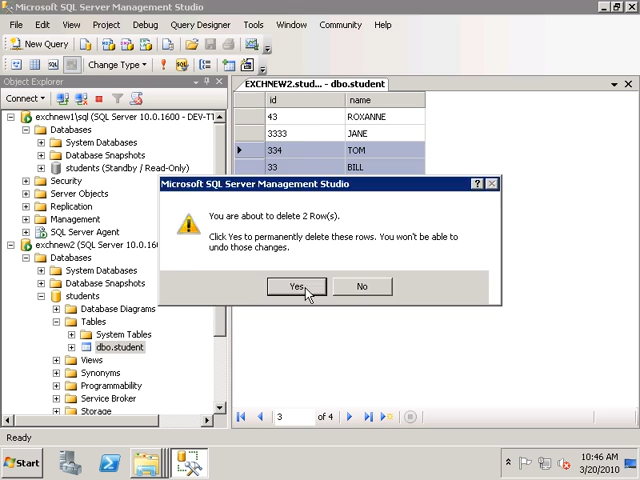 Microsoft SQL Server Management Studio
File Edit View Project Debug Query Designer Tools Window Community Help
New Query
Change Type
Object Explorer
EXCHNEW2.stud... - dbo.student
Connect
id name
43 ROXANNE
3333 JANE
334 TOM
33 BILL
exchnew1\sql (SQL Server 10.0.1600 - DEV-T
Databases
System Databases
Database Snapshots
students (Standby / Read-Only)
Security
Server Objects
Replication
Management
SQL Server Agent
exchnew2 (SQL Server 10.0.160
Databases
System Databases
Database Snapshots
students
Database Diagrams
Tables
System Tables
dbo.student
Views
Synonyms
Programmability
Service Broker
Storage
Microsoft SQL Server Management Studio
You are about to delete 2 Row(s).
Click Yes to permanently delete these rows. You won't be able to
undo those changes.
Yes No
3 of 4
Ready
Start
10:46 AM
3/20/2010